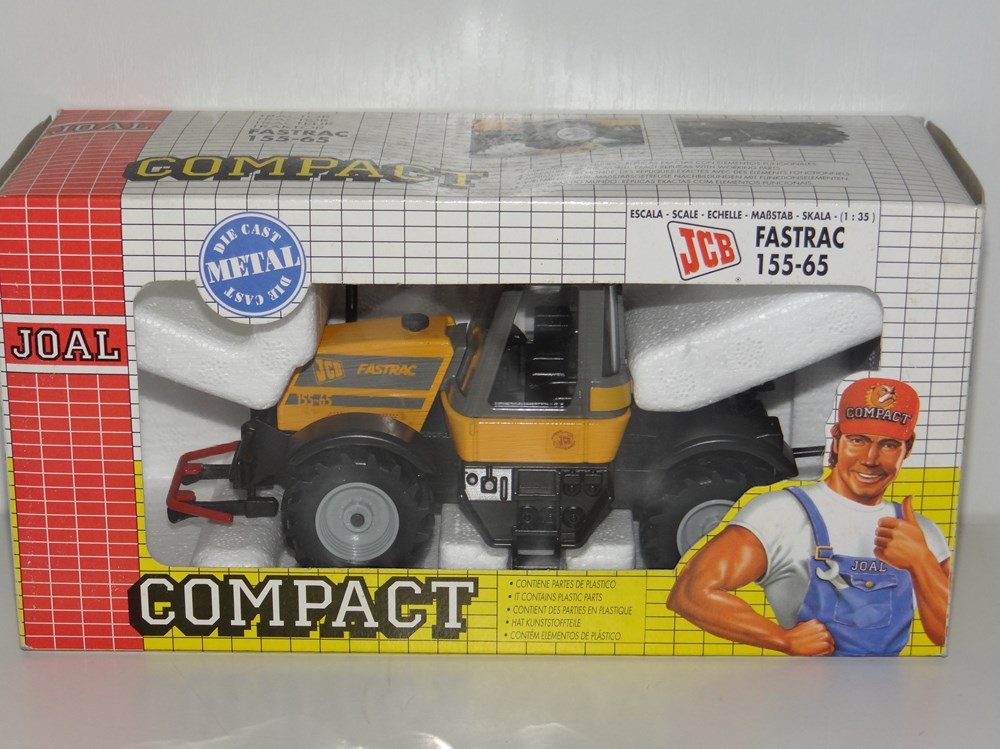 JOAL
FASTRAC
155-65
COMPACT
ESCALA - SCALE - ECHELLE - MAßSTAB - SKALA - (1 : 35 )
JCB
FASTRAC
155-65
DIE CAST
METAL
DIE CAST
JOAL
JCB FASTRAC
155-65
COMPACT
JOAL
COMPACT
• CONTIENE PARTES DE PLASTICO
• IT CONTAINS PLASTIC PARTS
• CONTIENT DES PARTIES EN PLASTIQUE
• HAT KUNSTSTOFFTEILE
• CONTÉM ELEMENTOS DE PLÁSTICO